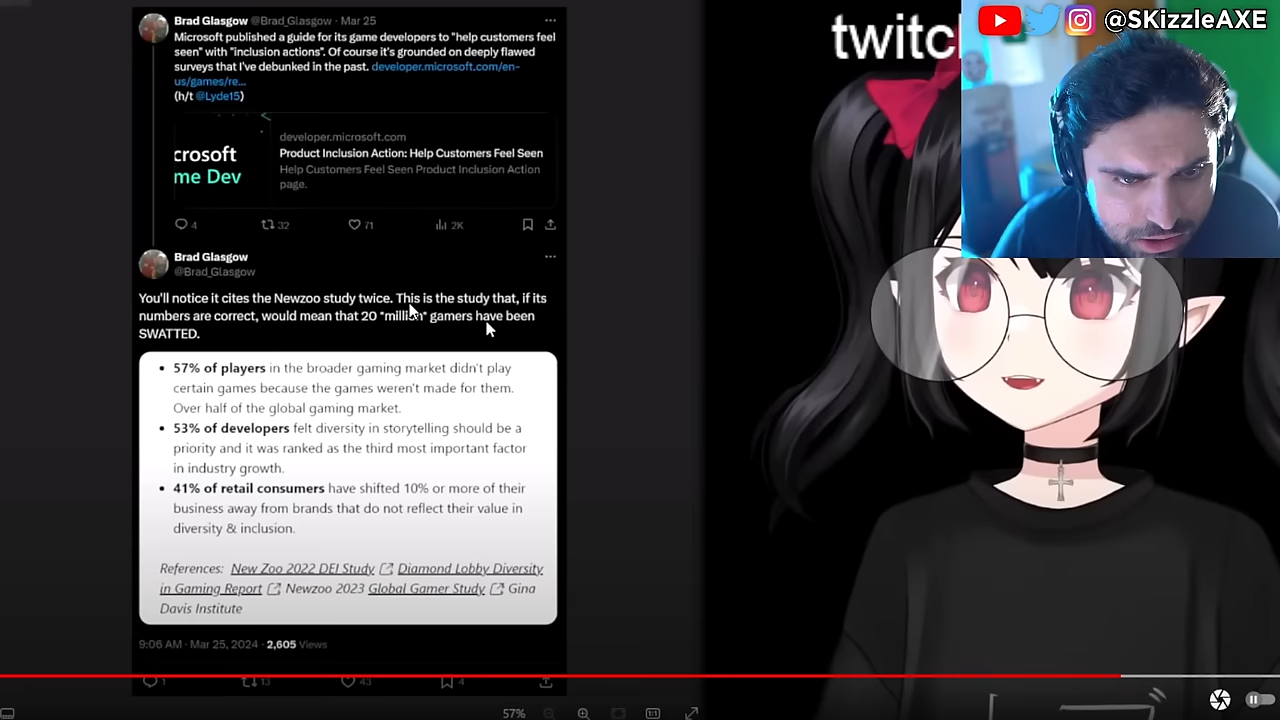 Brad Glasgow @Brad_Glasgow · Mar 25
Microsoft published a guide for its game developers to "help customers feel
seen" with "inclusion actions". Of course it's grounded on deeply flawed
surveys that I've debunked in the past. developer.microsoft.com/en-
us/games/re...
(h/t @Lyde15)
crosoft
me Dev
developer.microsoft.com
Product Inclusion Action: Help Customers Feel Seen
Help Customers Feel Seen Product Inclusion Action
page.
4 32 71 2K
Brad Glasgow
@Brad_Glasgow
You'll notice it cites the Newzoo study twice. This is the study that, if its
numbers are correct, would mean that 20 *million* gamers have been
SWATTED.
• 57% of players in the broader gaming market didn't play
certain games because the games weren't made for them.
Over half of the global gaming market.
• 53% of developers felt diversity in storytelling should be a
priority and it was ranked as the third most important factor
in industry growth.
• 41% of retail consumers have shifted 10% or more of their
business away from brands that do not reflect their value in
diversity & inclusion.
References: New Zoo 2022 DEI Study Diamond Lobby Diversity
in Gaming Report Newzoo 2023 Global Gamer Study Gina
Davis Institute
9:06 AM · Mar 25, 2024 · 2,605 Views
1 13 43 4
57%
twitc
@SKizzleAXE